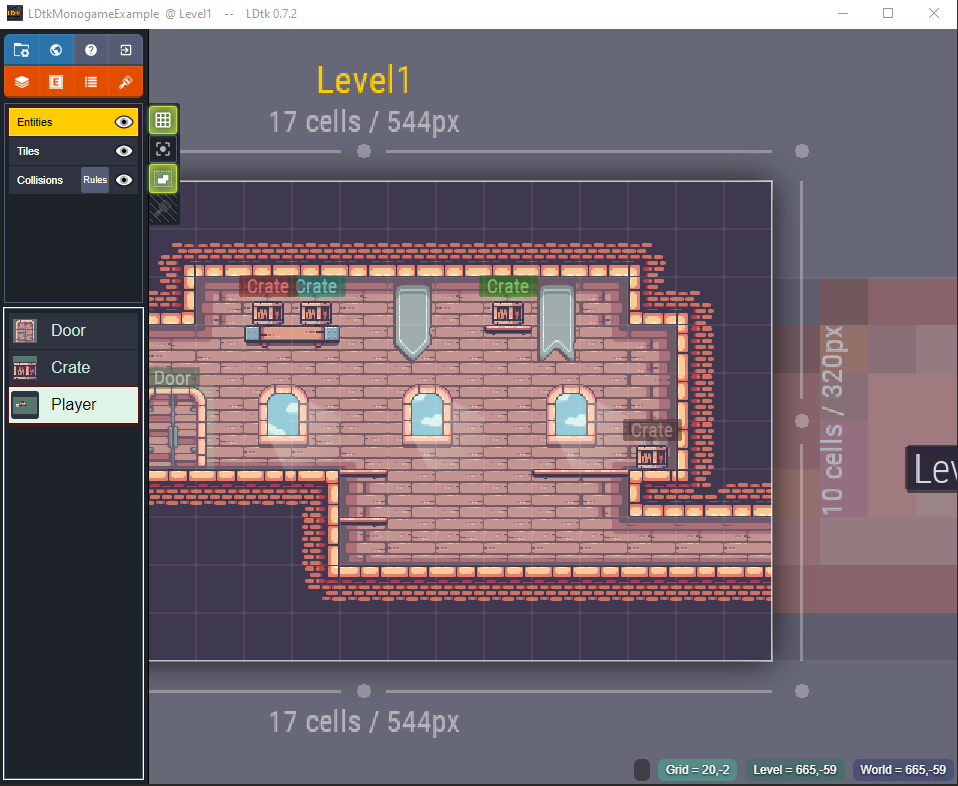 LDtkMonogameExample @ Level1 -- LDtk 0.7.2
Level1
17 cells / 544px
Entities
Tiles
Collisions Rules
Crate Crate Crate
Door
Door
Crate
Crate
Player
10 cells / 320px
17 cells / 544px
Grid = 20,-2 Level = 665,-59 World = 665,-59